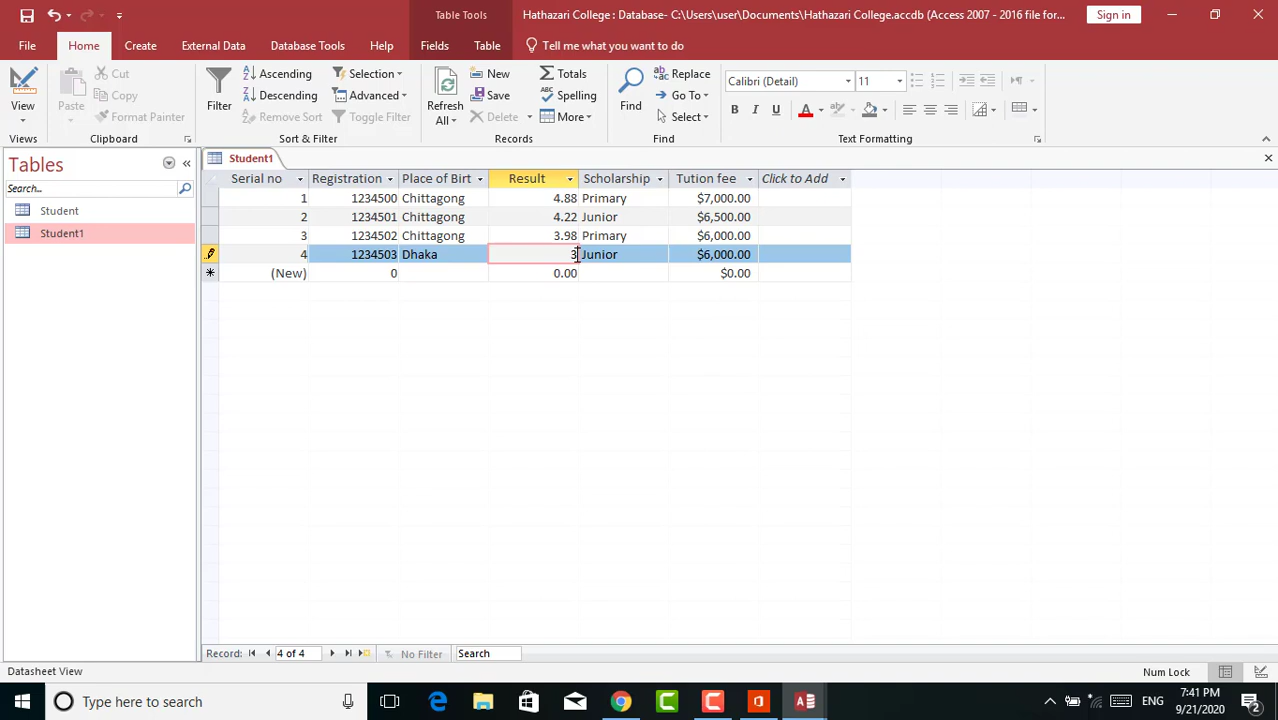 Table Tools
Hathazari College : Database- C:\Users\user\Documents\Hathazari College.accdb (Access 2007 - 2016 file for...
Sign in
File Home Create External Data Database Tools Help Fields Table Tell me what you want to do
View
Views
Paste
Cut
Copy
Format Painter
Clipboard
Filter
Ascending
Descending
Remove Sort
Selection
Advanced
Toggle Filter
Sort & Filter
Refresh
All
New
Save
Delete
Totals
Spelling
More
Records
Find
Replace
Go To
Select
Find
Calibri (Detail) 11
B I U A ab
Text Formatting
Tables
Search...
Student
Student1
Student1
Serial no Registration Place of Birt Result Scholarship Tution fee Click to Add
1 1234500 Chittagong 4.88 Primary $7,000.00
2 1234501 Chittagong 4.22 Junior $6,500.00
3 1234502 Chittagong 3.98 Primary $6,000.00
4 1234503 Dhaka 3 Junior $6,000.00
(New) 0 0.00 $0.00
Record: 4 of 4 No Filter Search
Datasheet View
Num Lock
Type here to search
ENG
7:41 PM
9/21/2020
2